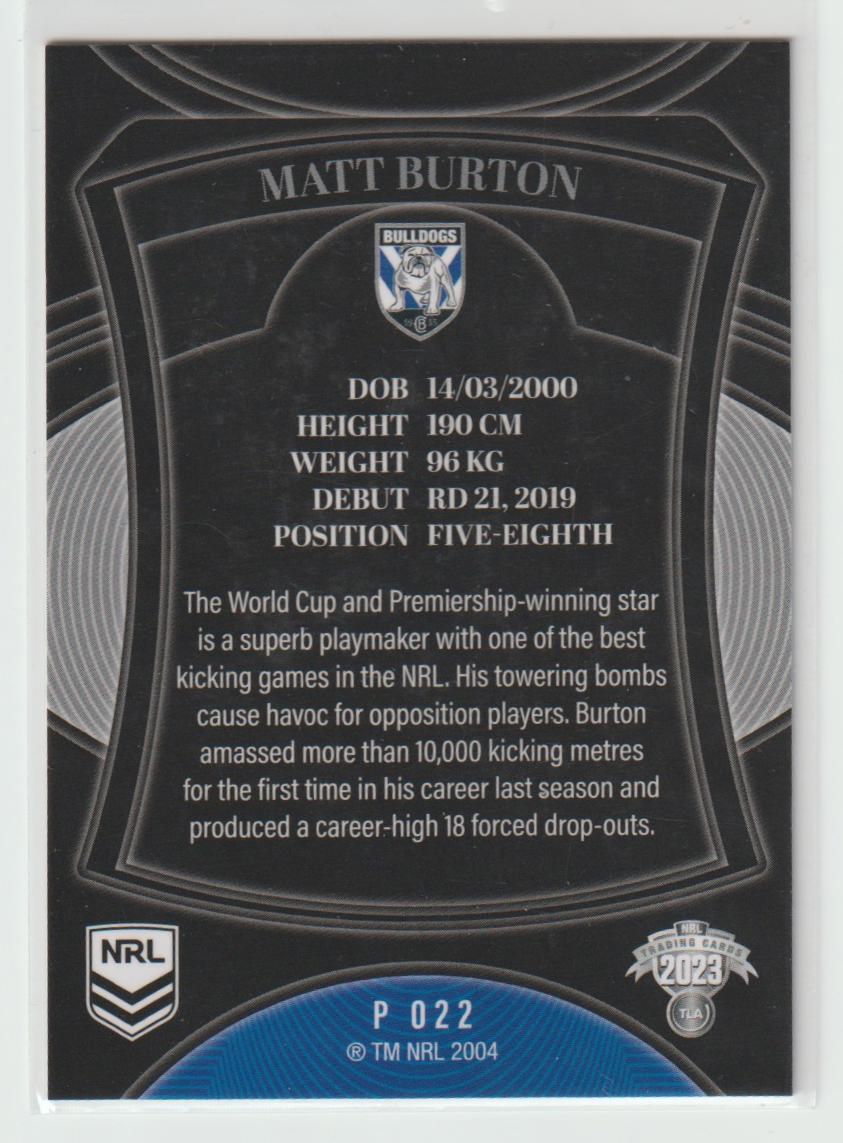 MATT BURTON
BULLDOGS
DOB 14/03/2000
HEIGHT 190 CM
WEIGHT 96 KG
DEBUT RD 21, 2019
POSITION FIVE-EIGHTH
The World Cup and Premiership-winning star
is a superb playmaker with one of the best
kicking games in the NRL. His towering bombs
cause havoc for opposition players. Burton
amassed more than 10,000 kicking metres
for the first time in his career last season and
produced a career-high 18 forced drop-outs.
NRL
NRL
TRADING CARDS
2023
TLA
P 022
® TM NRL 2004